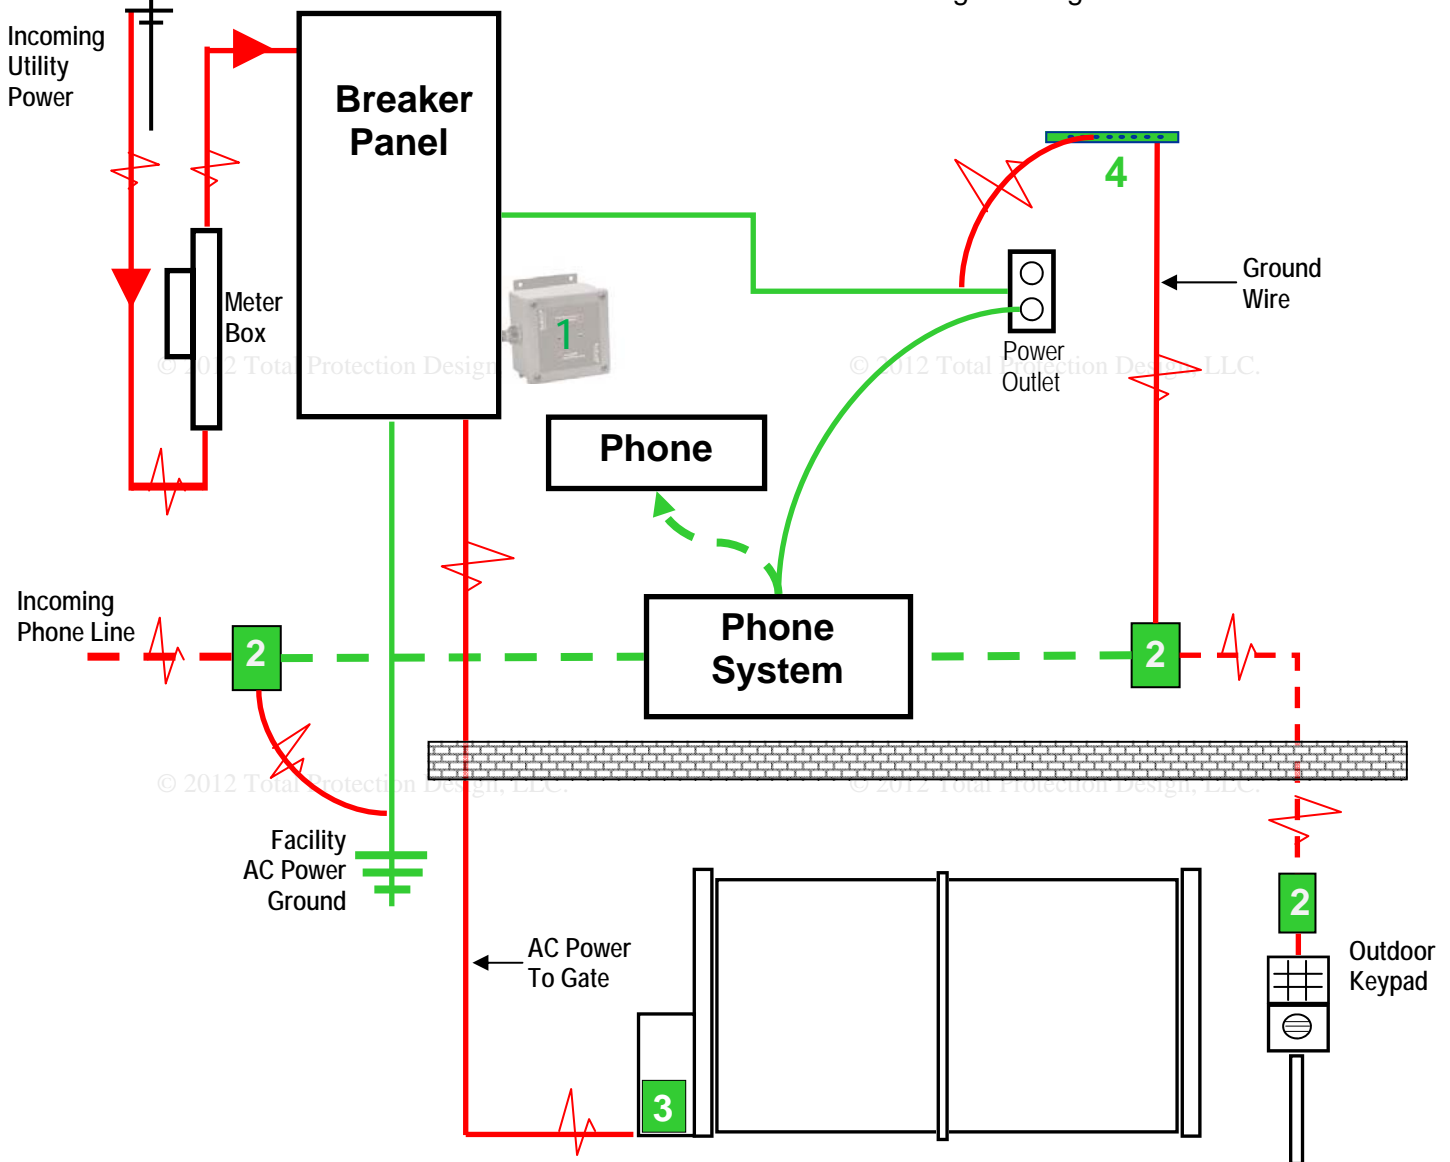 Incoming
Utility
Power
Breaker
Panel
4
Ground
Wire
Meter
Box
1
Power
Outlet
© 2012 Total Protection Design
© 2012 Total Protection Design, LLC.
Phone
Incoming
Phone Line
2
Phone
System
2
© 2012 Total Protection Design, LLC.
© 2012 Total Protection Design, LLC.
Facility
AC Power
Ground
AC Power
To Gate
2
Outdoor
Keypad
3